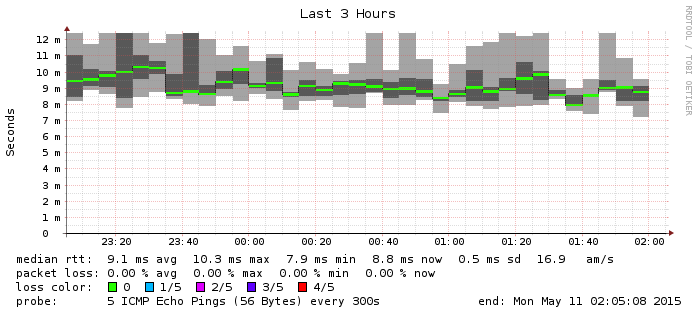 Last 3 Hours
RRDTOOL / TOBI OETIKER
Seconds
12 m
11 m
10 m
9 m
8 m
7 m
6 m
5 m
4 m
3 m
2 m
1 m
0
23:20 23:40 00:00 00:20 00:40 01:00 01:20 01:40 02:00
median rtt: 9.1 ms avg 10.3 ms max 7.9 ms min 8.8 ms now 0.5 ms sd 16.9 am/s
packet loss: 0.00 % avg 0.00 % max 0.00 % min 0.00 % now
loss color: 0 1/5 2/5 3/5 4/5
probe: 5 ICMP Echo Pings (56 Bytes) every 300s end: Mon May 11 02:05:08 2015